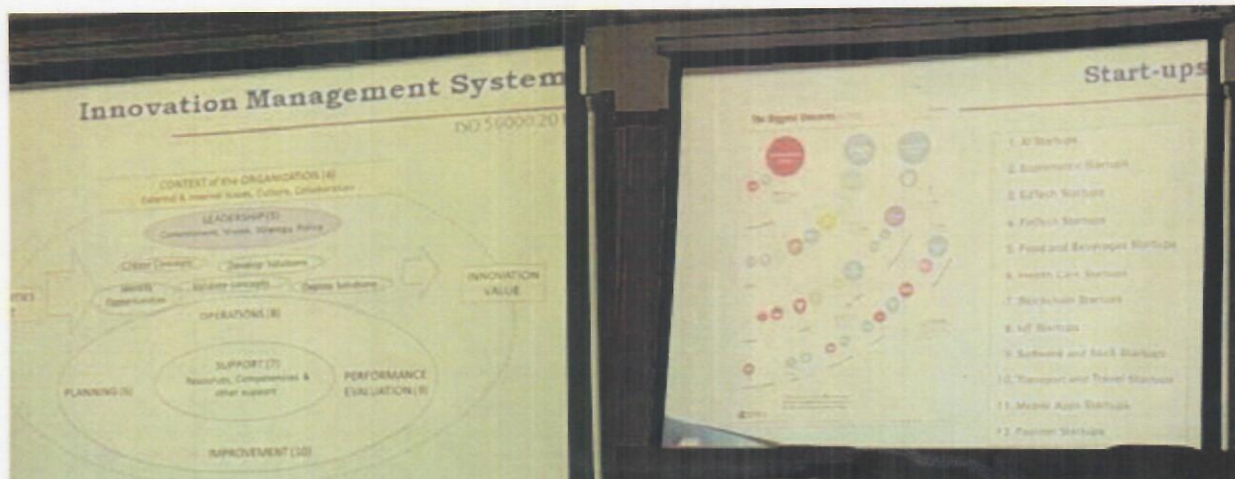 Innovation Management System
ISO 56000:20
CONTEXT of the ORGANIZATION (4)
External & Internal Issues, Culture, Collaboration
LEADERSHIP (5)
Commitment, Vision, Strategy, Policy
Create Concepts
Develop Solutions
Identify
Opportunities
Validate Concepts
Deploy Solutions
INNOVATION
VALUE
OPERATIONS (8)
SUPPORT (7)
Resources, Competencies &
other support
PLANNING (6)
PERFORMANCE
EVALUATION (9)
IMPROVEMENT (10)
Start-ups
The Biggest Unicorns
1. AI Startups
2. Ecommerce Startups
3. EdTech Startups
4. FinTech Startups
5. Food and Beverages Startups
6. Health Care Startups
7. Blockchain Startups
8. IoT Startups
9. Software and SaaS Startups
10. Transport and Travel Startups
11. Mobile Apps Startups
12. Fashion Startups